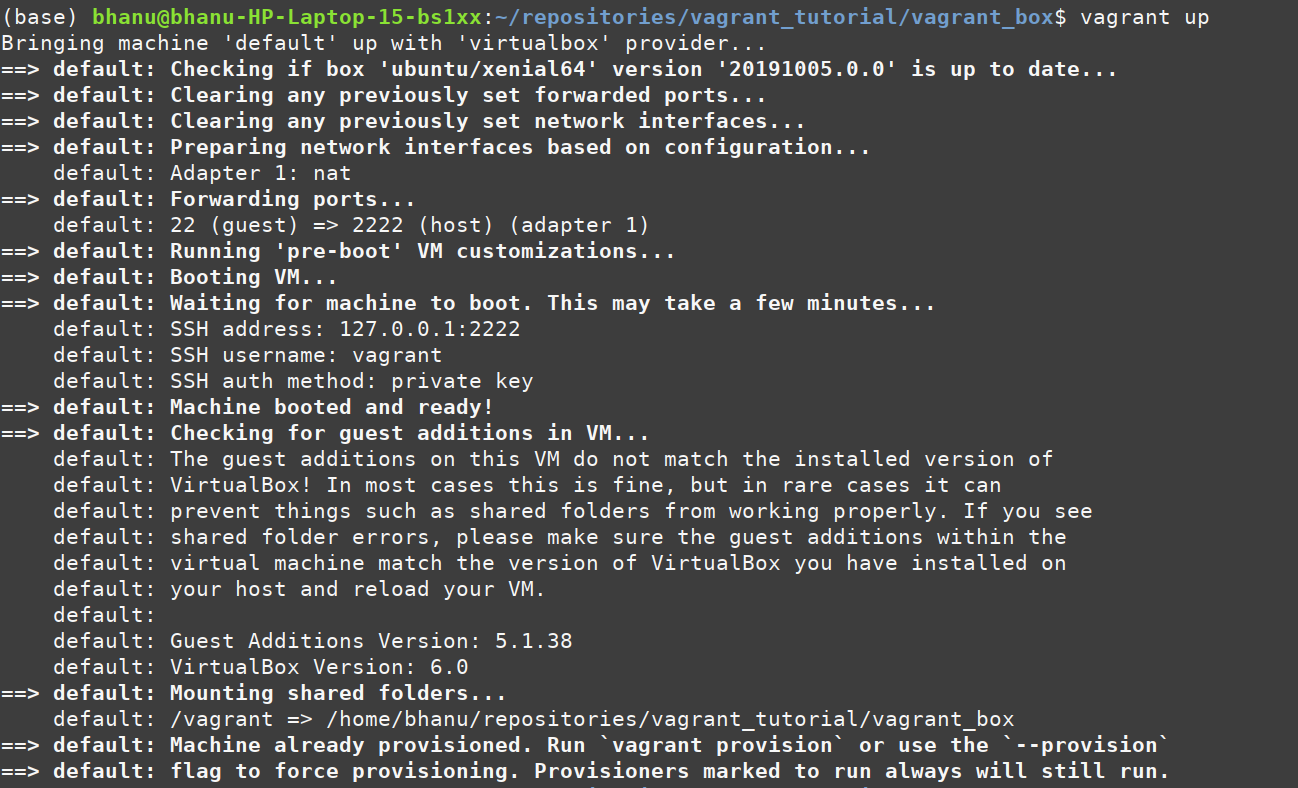 (base) bhanu@bhanu-HP-Laptop-15-bs1xx:~/repositories/vagrant_tutorial/vagrant_box$ vagrant up
Bringing machine 'default' up with 'virtualbox' provider...
==> default: Checking if box 'ubuntu/xenial64' version '20191005.0.0' is up to date...
==> default: Clearing any previously set forwarded ports...
==> default: Clearing any previously set network interfaces...
==> default: Preparing network interfaces based on configuration...
    default: Adapter 1: nat
==> default: Forwarding ports...
    default: 22 (guest) => 2222 (host) (adapter 1)
==> default: Running 'pre-boot' VM customizations...
==> default: Booting VM...
==> default: Waiting for machine to boot. This may take a few minutes...
    default: SSH address: 127.0.0.1:2222
    default: SSH username: vagrant
    default: SSH auth method: private key
==> default: Machine booted and ready!
==> default: Checking for guest additions in VM...
    default: The guest additions on this VM do not match the installed version of
    default: VirtualBox! In most cases this is fine, but in rare cases it can
    default: prevent things such as shared folders from working properly. If you see
    default: shared folder errors, please make sure the guest additions within the
    default: virtual machine match the version of VirtualBox you have installed on
    default: your host and reload your VM.
    default:
    default: Guest Additions Version: 5.1.38
    default: VirtualBox Version: 6.0
==> default: Mounting shared folders...
    default: /vagrant => /home/bhanu/repositories/vagrant_tutorial/vagrant_box
==> default: Machine already provisioned. Run `vagrant provision` or use the `--provision`
==> default: flag to force provisioning. Provisioners marked to run always will still run.